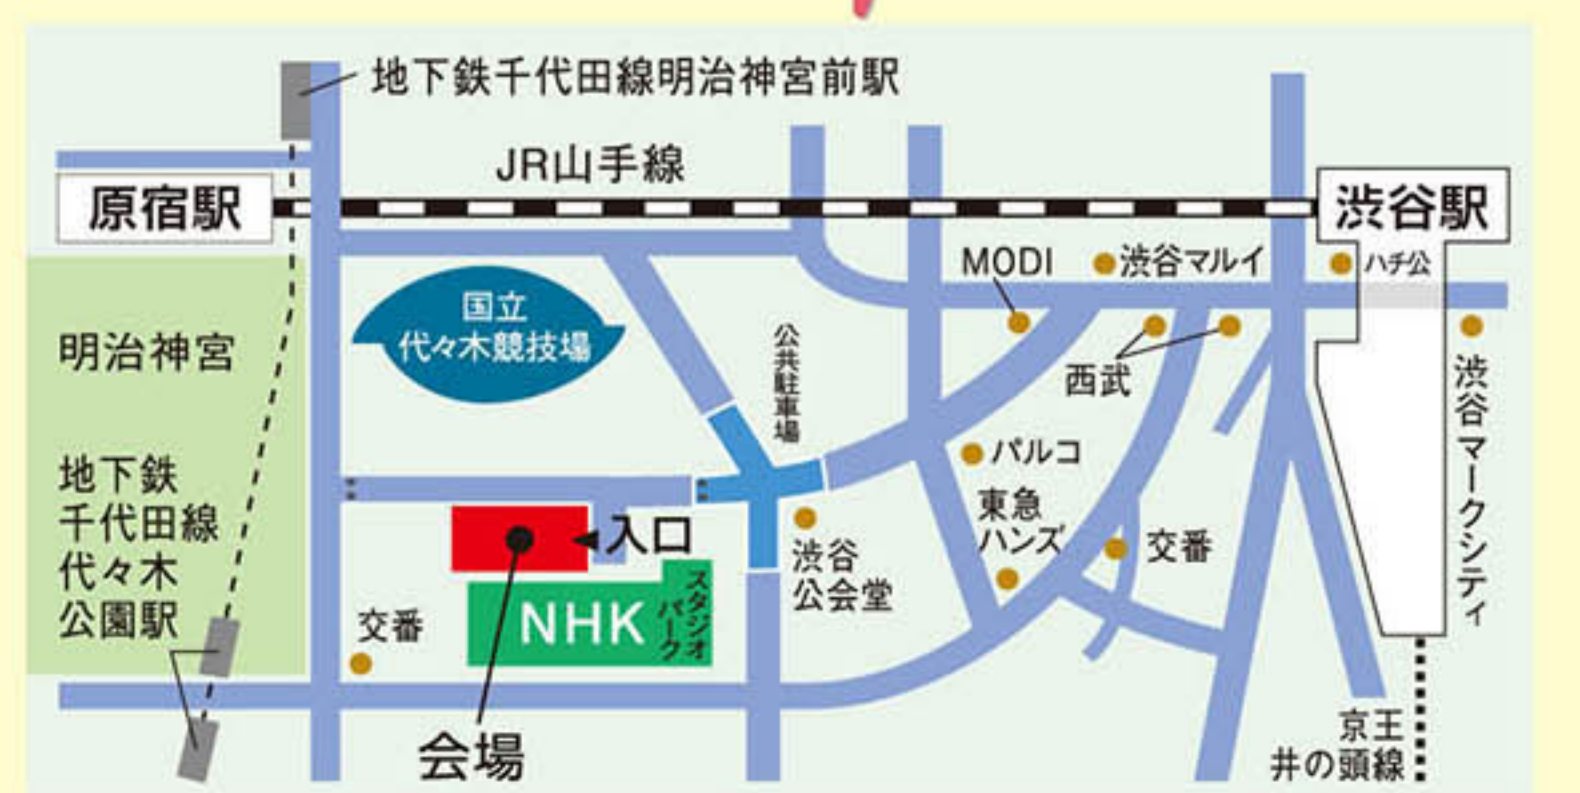 地下鉄千代田線明治神宮前駅
JR山手線
原宿駅
渋谷駅
MODI
渋谷マルイ
ハチ公
国立
代々木競技場
公共駐車場
明治神宮
西武
渋谷マークシティ
パルコ
地下鉄
千代田線
代々木
公園駅
東急
ハンズ
入口
交番
渋谷
公会堂
NHK
スタジオ
パーク
交番
会場
京王
井の頭線